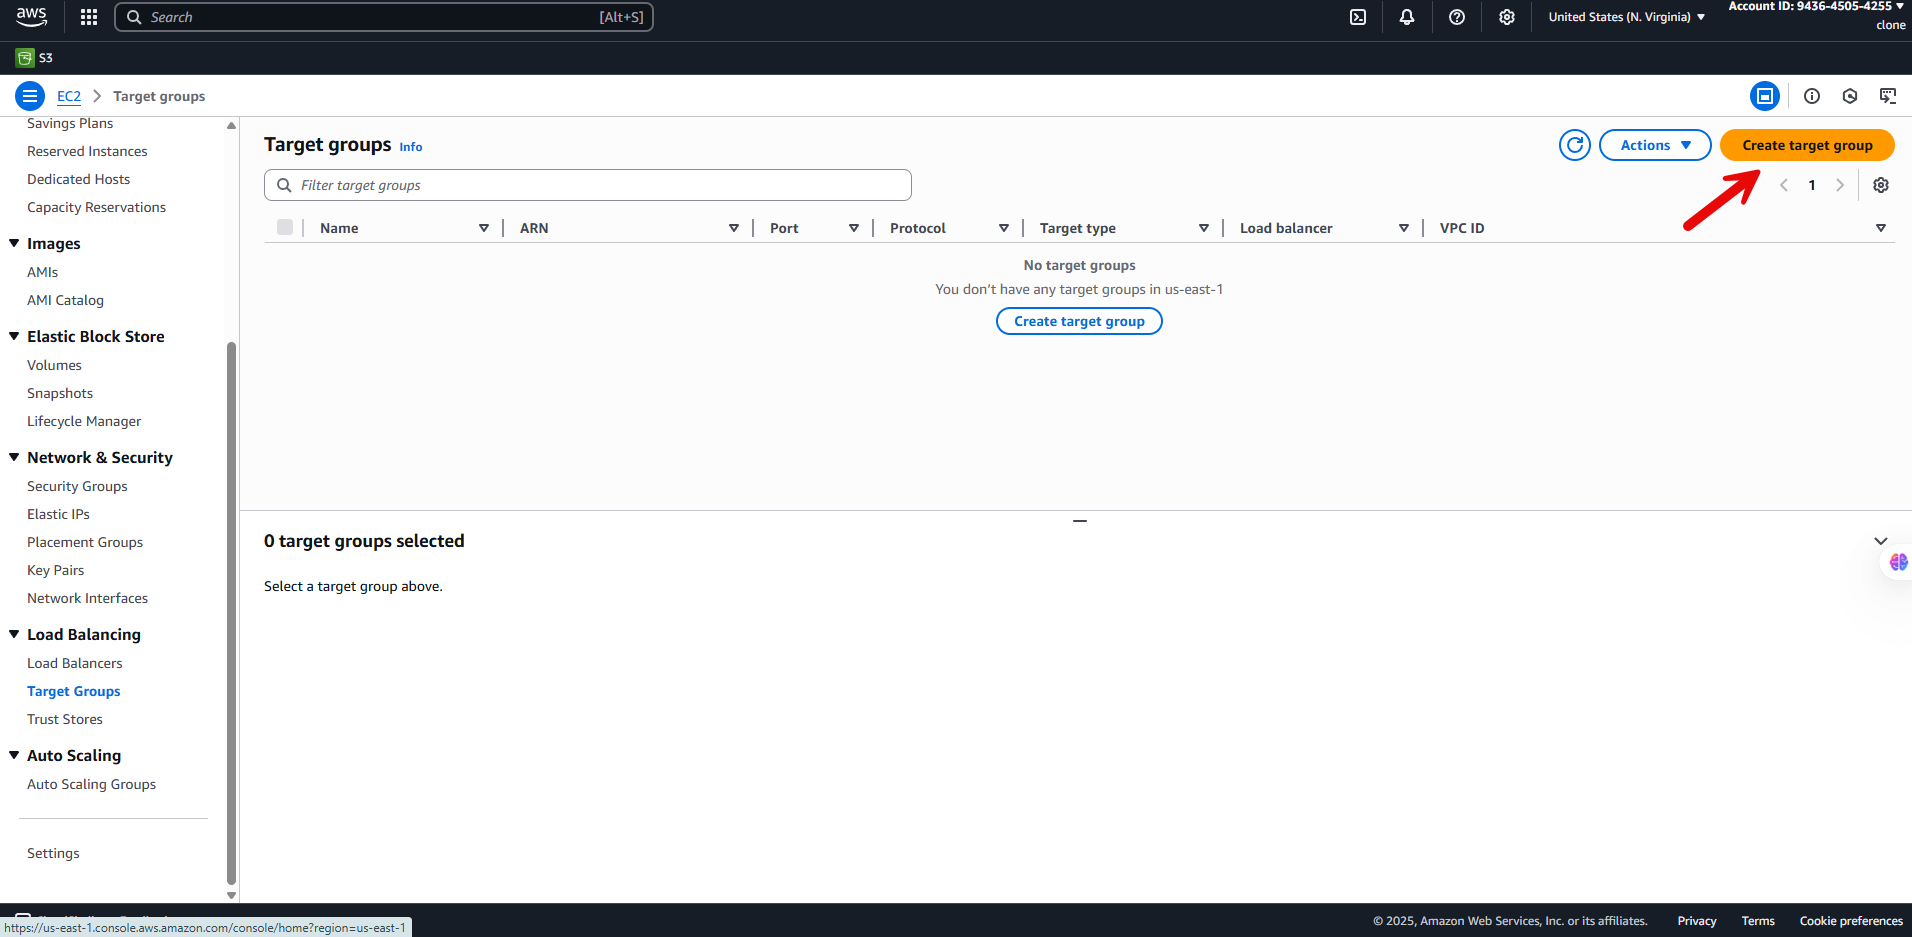 aws
Search
[Alt+S]
United States (N. Virginia)
Account ID: 9436-4505-4255
clone
S3
EC2
Target groups
Savings Plans
Reserved Instances
Dedicated Hosts
Capacity Reservations
Images
AMIs
AMI Catalog
Elastic Block Store
Volumes
Snapshots
Lifecycle Manager
Network & Security
Security Groups
Elastic IPs
Placement Groups
Key Pairs
Network Interfaces
Load Balancing
Load Balancers
Target Groups
Trust Stores
Auto Scaling
Auto Scaling Groups
Settings
Target groups Info
Actions
Create target group
Filter target groups
1
Name ARN Port Protocol Target type Load balancer VPC ID
No target groups
You don’t have any target groups in us-east-1
Create target group
0 target groups selected
Select a target group above.
https://us-east-1.console.aws.amazon.com/console/home?region=us-east-1
© 2025, Amazon Web Services, Inc. or its affiliates. Privacy Terms Cookie preferences